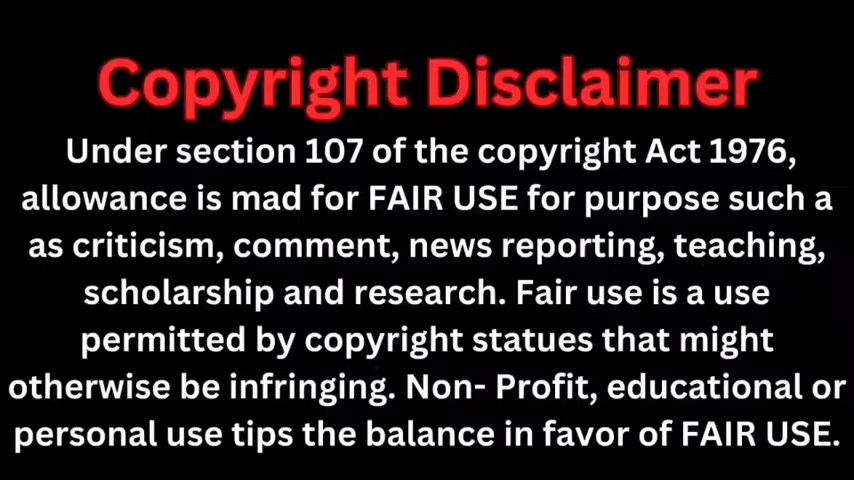 Copyright Disclaimer
Under section 107 of the copyright Act 1976,
allowance is mad for FAIR USE for purpose such a
as criticism, comment, news reporting, teaching,
scholarship and research. Fair use is a use
permitted by copyright statues that might
otherwise be infringing. Non- Profit, educational or
personal use tips the balance in favor of FAIR USE.